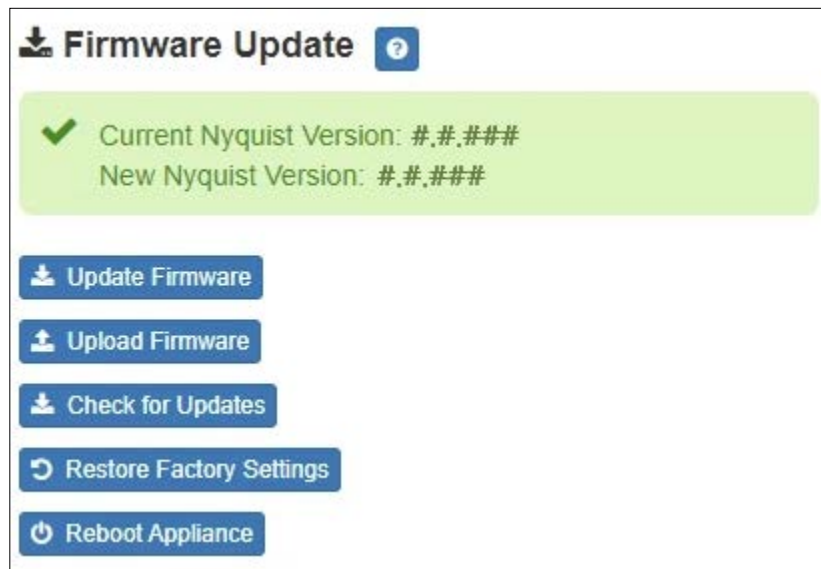 Firmware Update ?
Current Nyquist Version: #.#.###
New Nyquist Version: #.#.###
Update Firmware
Upload Firmware
Check for Updates
Restore Factory Settings
Reboot Appliance